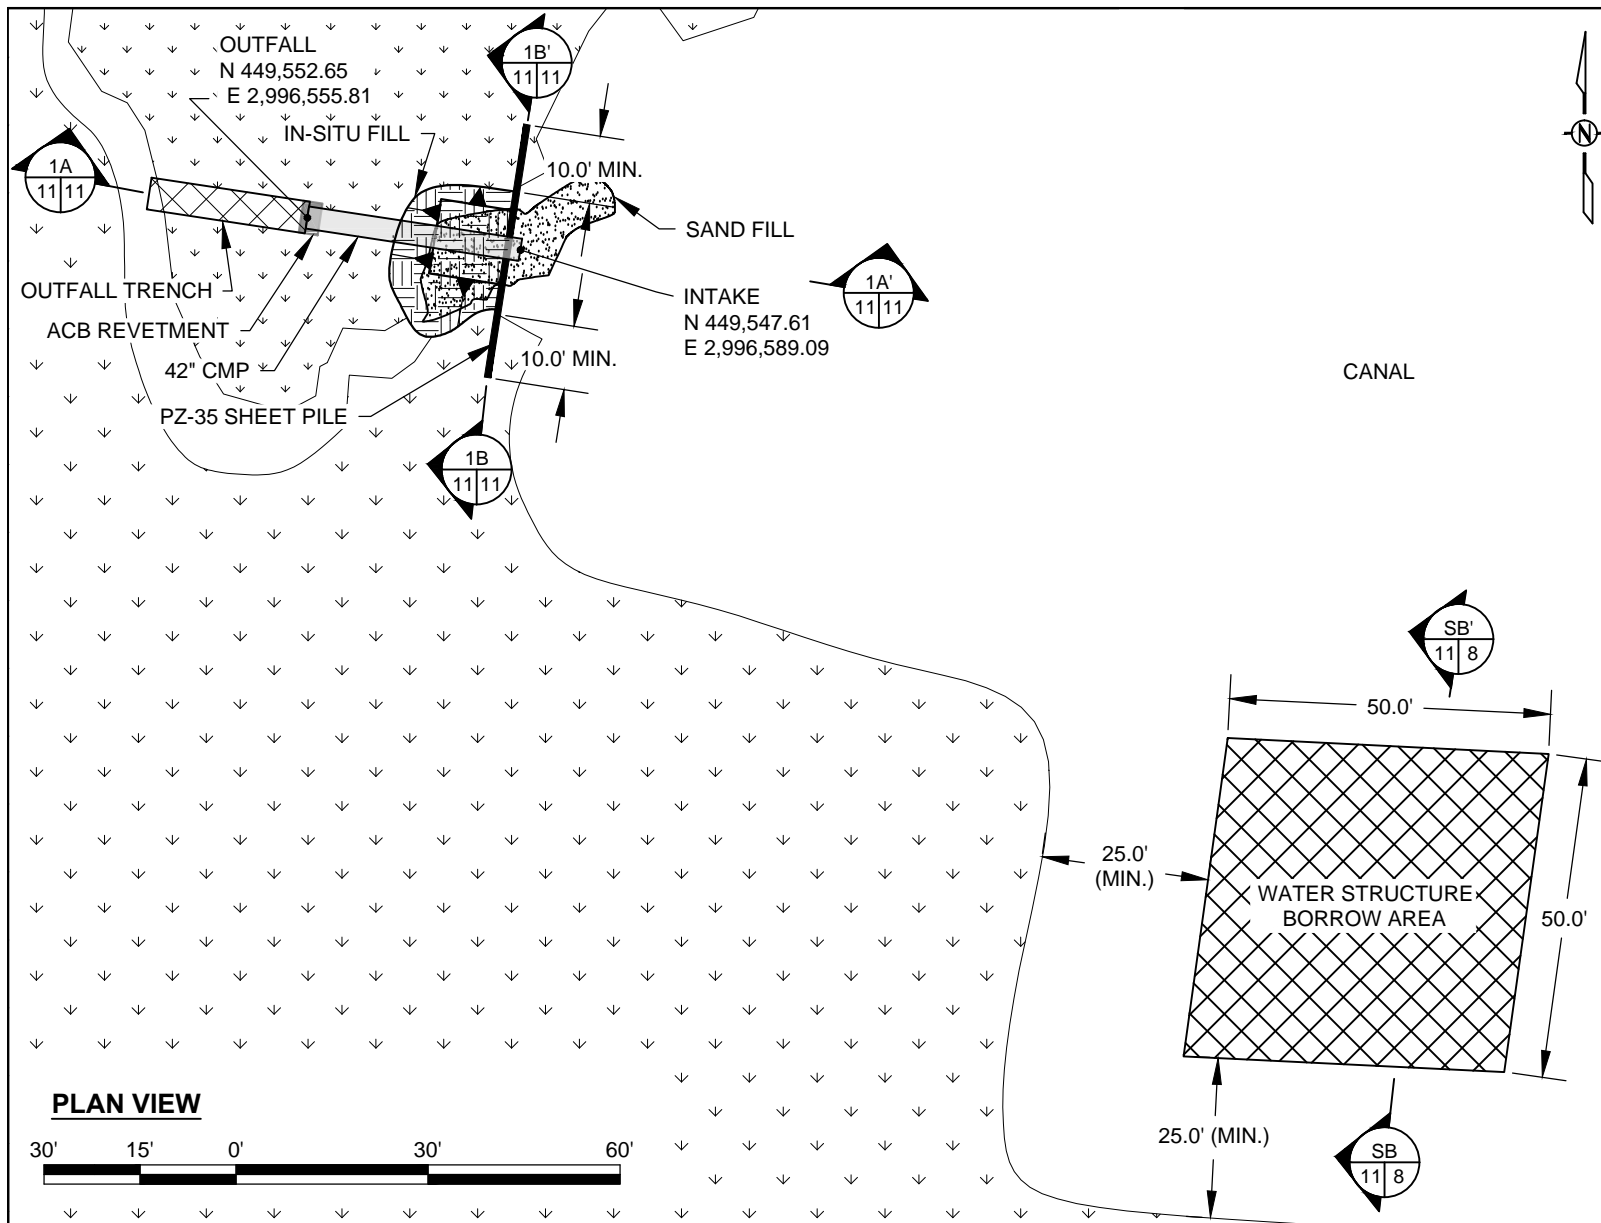 OUTFALL
N 449,552.65
E 2,996,555.81
1B'
11 11
IN-SITU FILL
N
1A
11 11
10.0' MIN.
SAND FILL
OUTFALL TRENCH
INTAKE
N 449,547.61
E 2,996,589.09
1A'
11 11
ACB REVETMENT
10.0' MIN.
42" CMP
CANAL
PZ-35 SHEET PILE
1B
11 11
SB'
11 8
50.0'
25.0'
(MIN.)
WATER STRUCTURE
BORROW AREA
50.0'
PLAN VIEW
25.0' (MIN.)
SB
11 8
30' 15' 0' 30' 60'